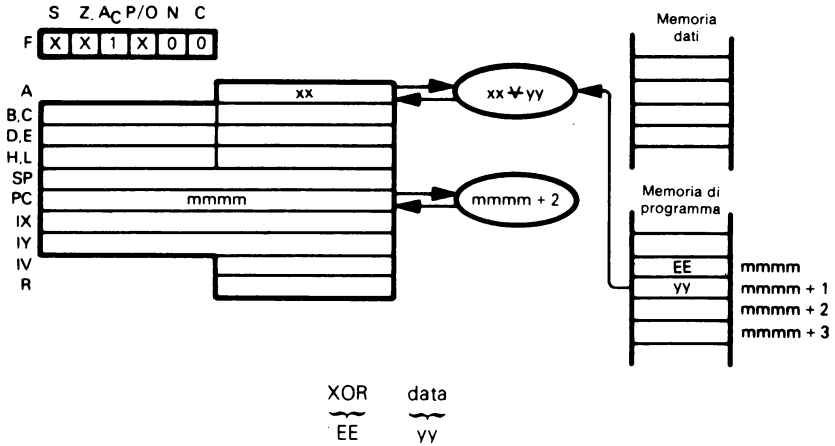 S Z. AC P/O N C
F X X 1 X 0 0
A xx
B,C
D,E
H,L
SP
PC mmmm
IX
IY
IV
R
xx ⊻ yy
mmmm + 2
Memoria
dati
Memoria di
programma
EE mmmm
yy mmmm + 1
mmmm + 2
mmmm + 3
XOR data
EE yy